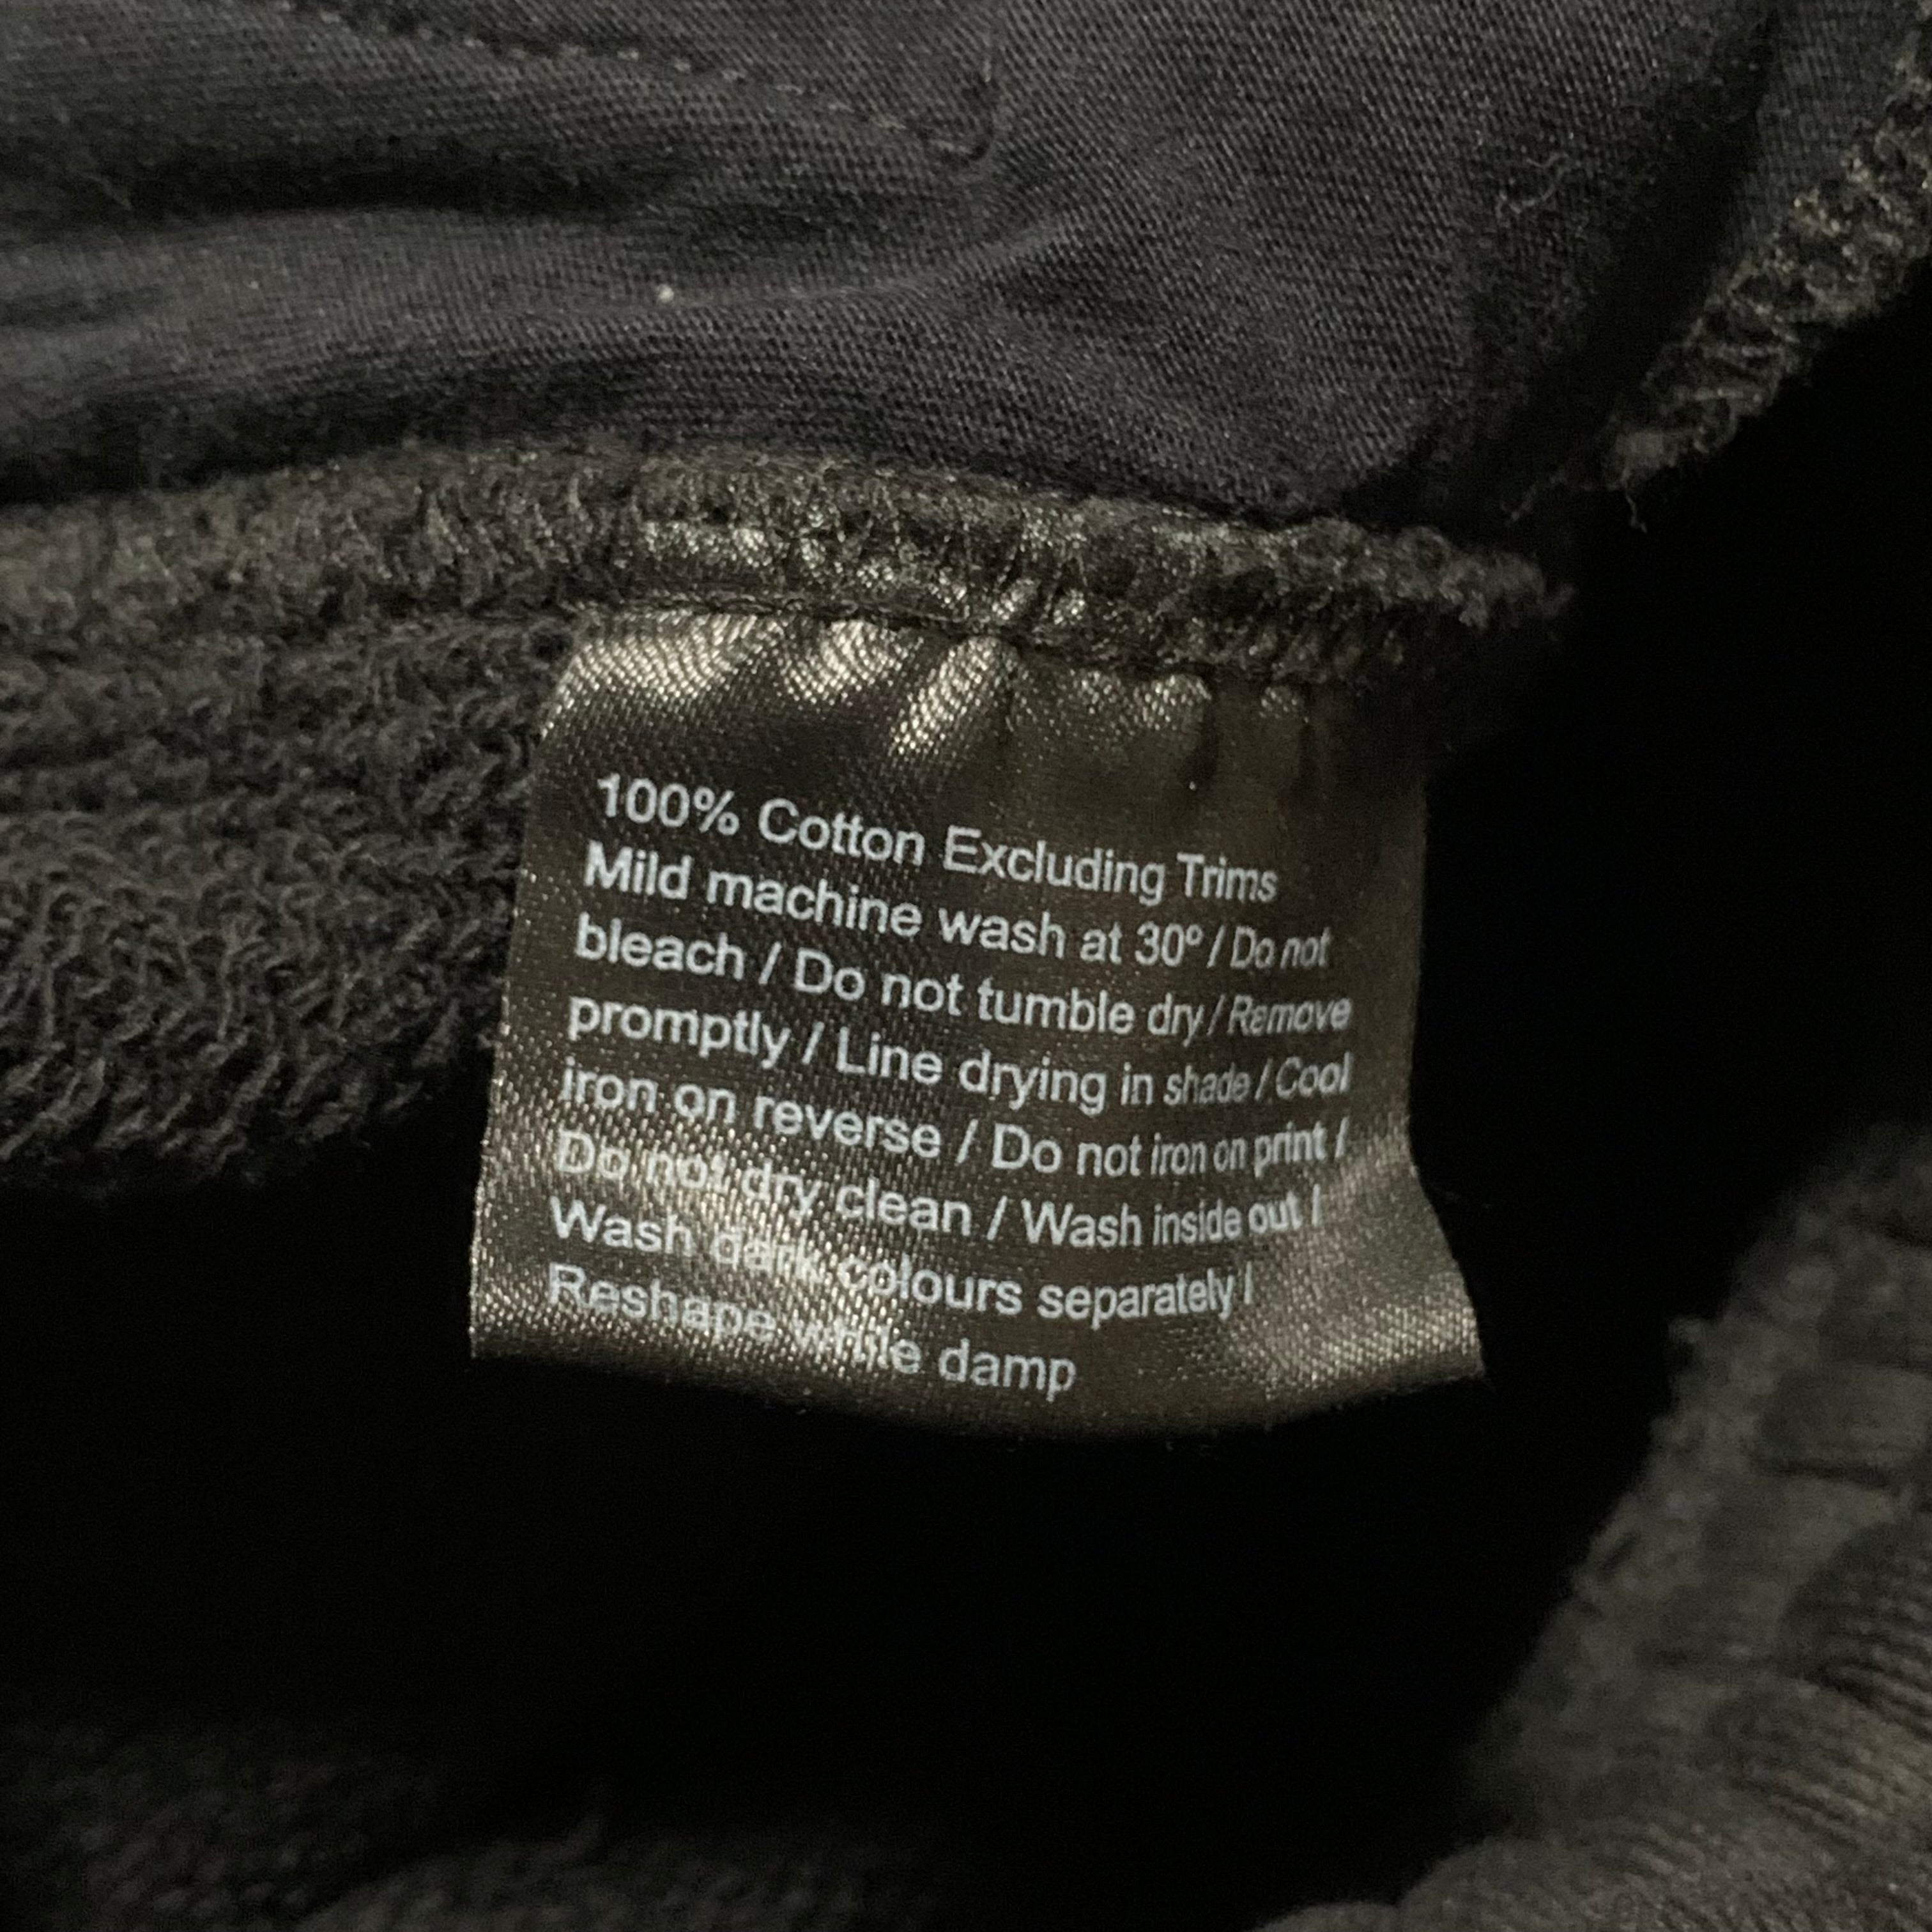 100% Cotton Excluding Trims
Mild machine wash at 30º / Do not
bleach / Do not tumble dry / Remove
promptly / Line drying in shade / Cool
iron on reverse / Do not iron on print /
Do not dry clean / Wash inside out /
Wash dark colours separately /
Reshape while damp